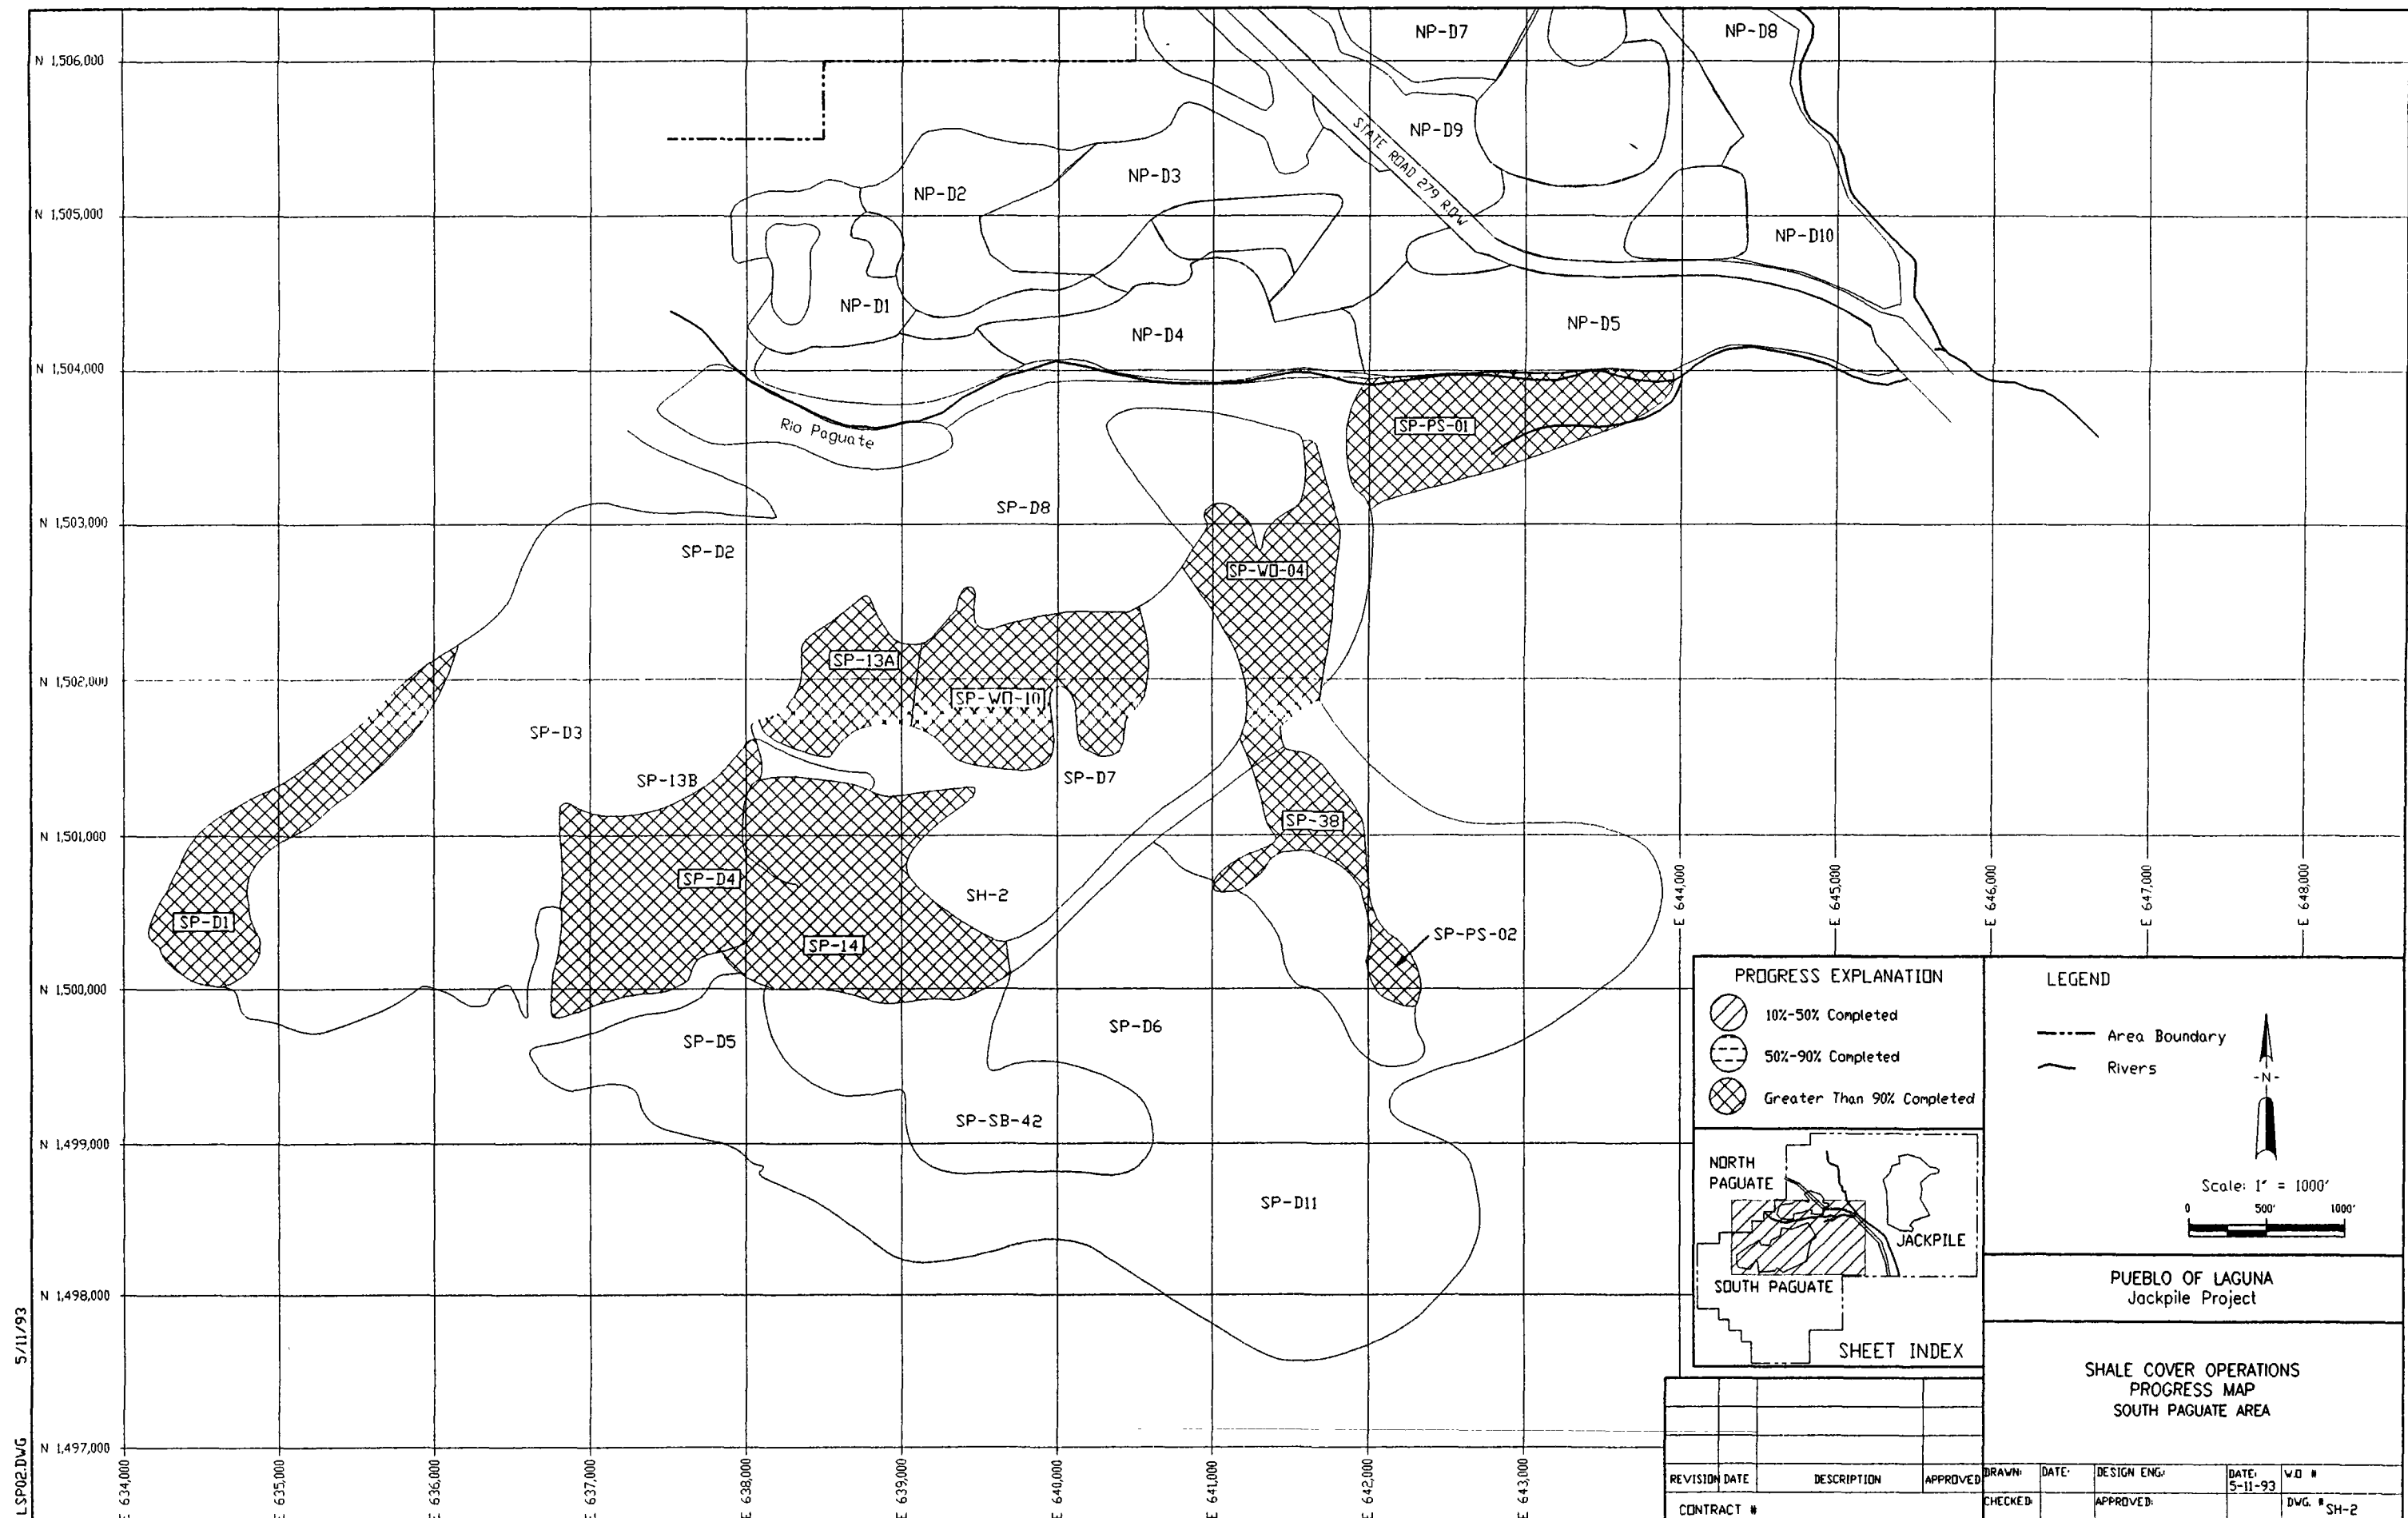 NP-D7
NP-D8
N 1,506,000
NP-D9
STATE ROAD 279 ROW
NP-D3
NP-D2
N 1,505,000
NP-D10
NP-D1
NP-D5
NP-D4
N 1,504,000
SP-PS-01
Rio Paguate
SP-D8
N 1,503,000
SP-D2
SP-WO-04
SP-13A
N 1,502,000
SP-WO-10
SP-D3
SP-13B
SP-D7
SP-38
N 1,501,000
SP-D4
SH-2
SP-D1
SP-14
SP-PS-02
E 644,000
E 645,000
E 646,000
E 647,000
E 648,000
N 1,500,000
SP-D6
SP-D5
SP-SB-42
N 1,499,000
SP-D11
N 1,498,000
N 1,497,000
E 634,000
E 635,000
E 636,000
E 637,000
E 638,000
E 639,000
E 640,000
E 641,000
E 642,000
E 643,000
LSP02.DWG 5/11/93
PROGRESS EXPLANATION
10%-50% Completed
50%-90% Completed
Greater Than 90% Completed
LEGEND
Area Boundary
Rivers
-N-
Scale: 1" = 1000'
0 500' 1000'
NORTH
PAGUATE
JACKPILE
SOUTH PAGUATE
SHEET INDEX
PUEBLO OF LAGUNA
Jackpile Project
SHALE COVER OPERATIONS
PROGRESS MAP
SOUTH PAGUATE AREA
REVISION DATE DESCRIPTION APPROVED
CONTRACT #
DRAWN: DATE: DESIGN ENG.: DATE: W.O #
5-11-93
CHECKED: APPROVED: DWG. # SH-2